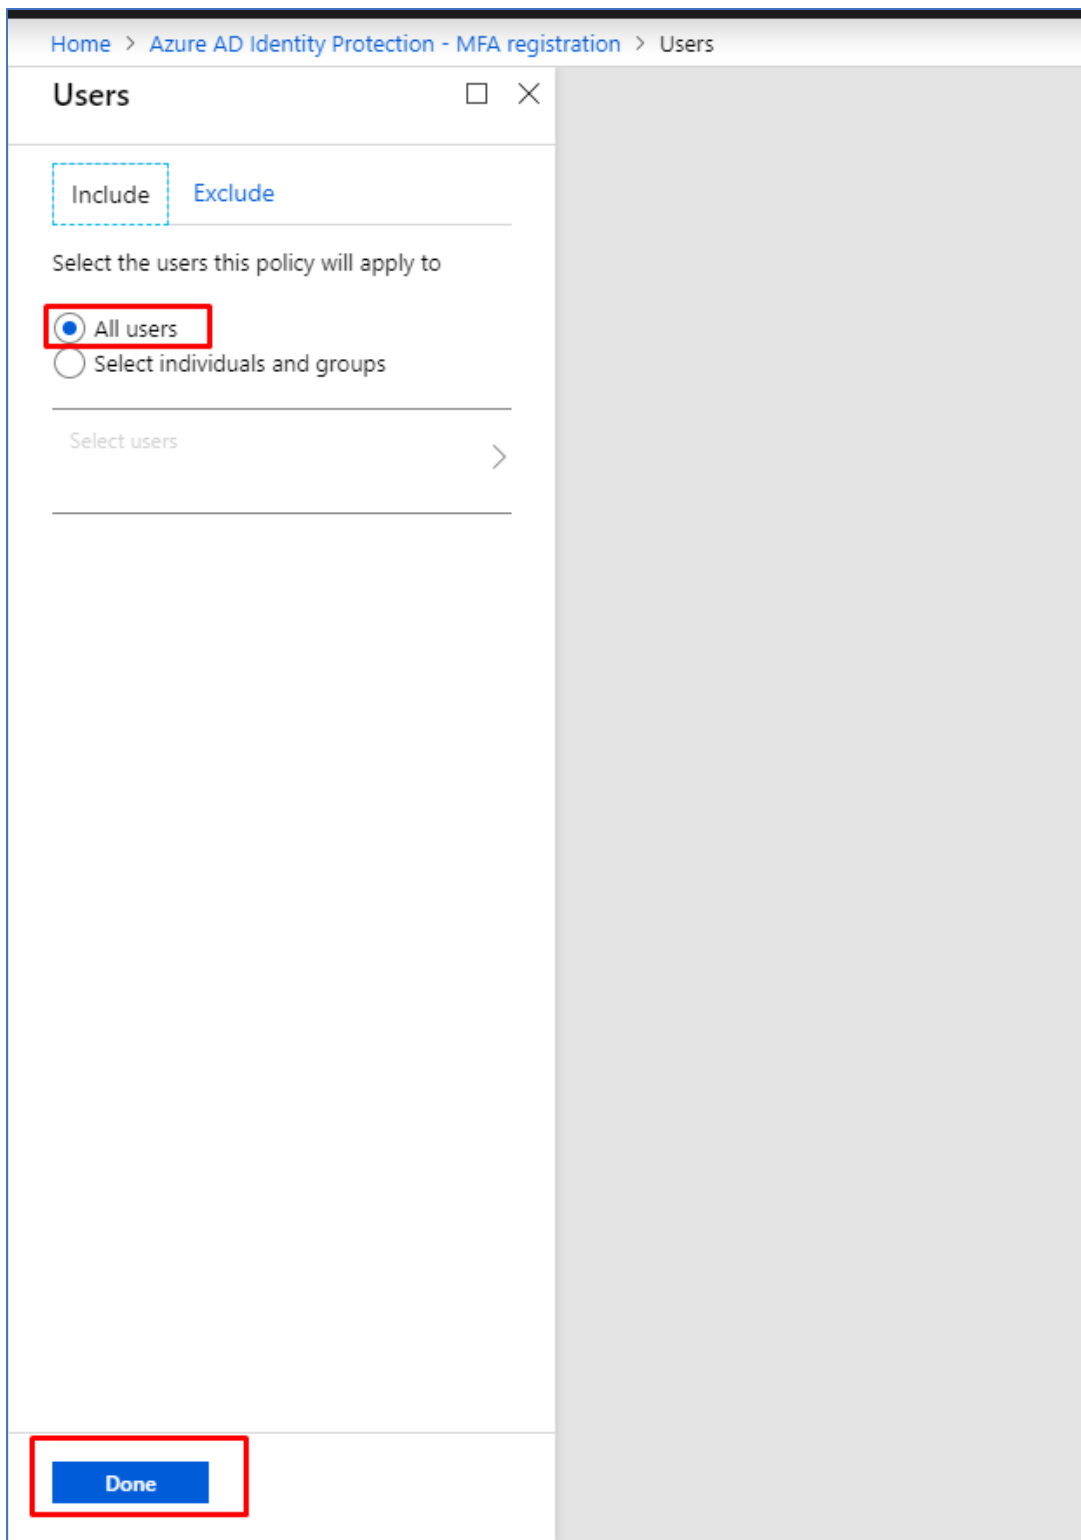 Home > Azure AD Identity Protection - MFA registration > Users
Users
Include Exclude
Select the users this policy will apply to
All users
Select individuals and groups
Select users
Done